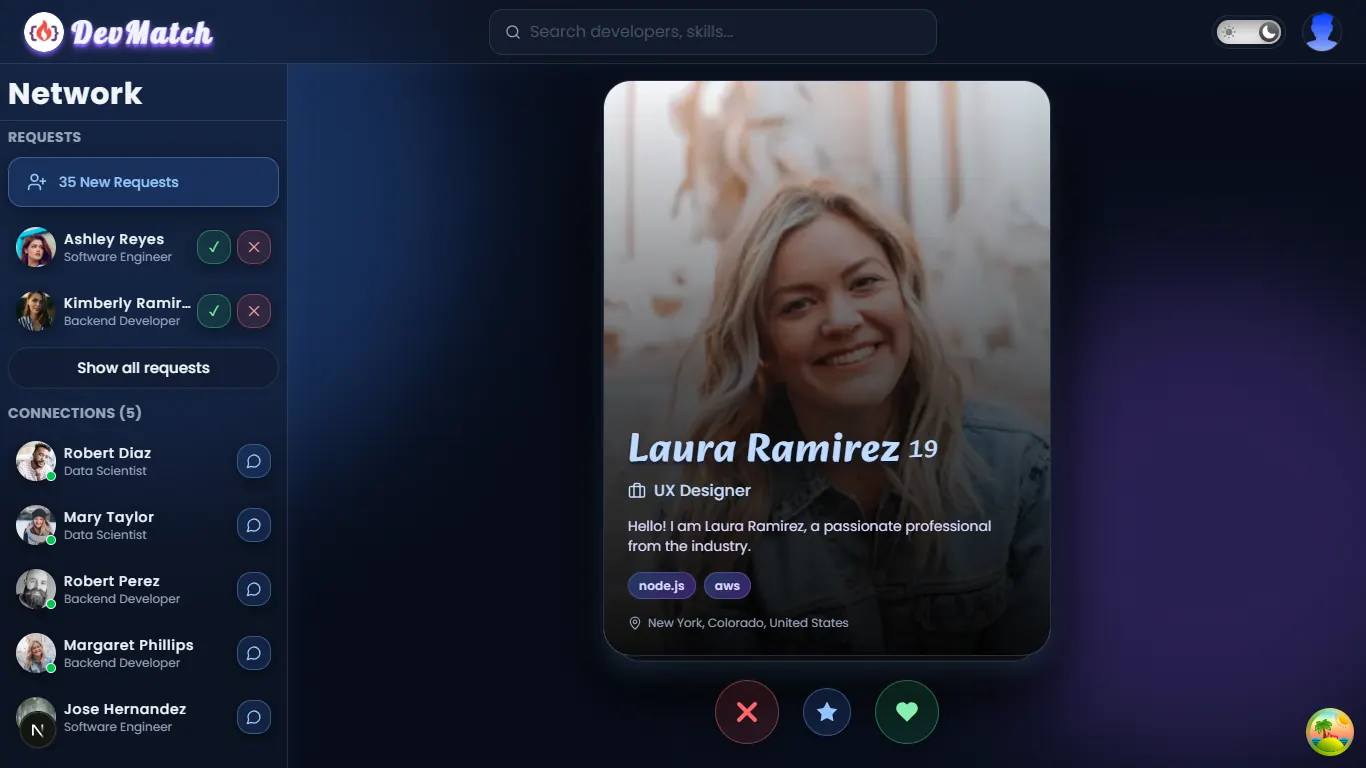 DevMatch
Search developers, skills...
Network
REQUESTS
35 New Requests
Ashley Reyes
Software Engineer
Kimberly Ramir...
Backend Developer
Show all requests
CONNECTIONS (5)
Robert Diaz
Data Scientist
Mary Taylor
Data Scientist
Robert Perez
Backend Developer
Margaret Phillips
Backend Developer
Jose Hernandez
Software Engineer
N
Laura Ramirez 19
UX Designer
Hello! I am Laura Ramirez, a passionate professional
from the industry.
node.js aws
New York, Colorado, United States